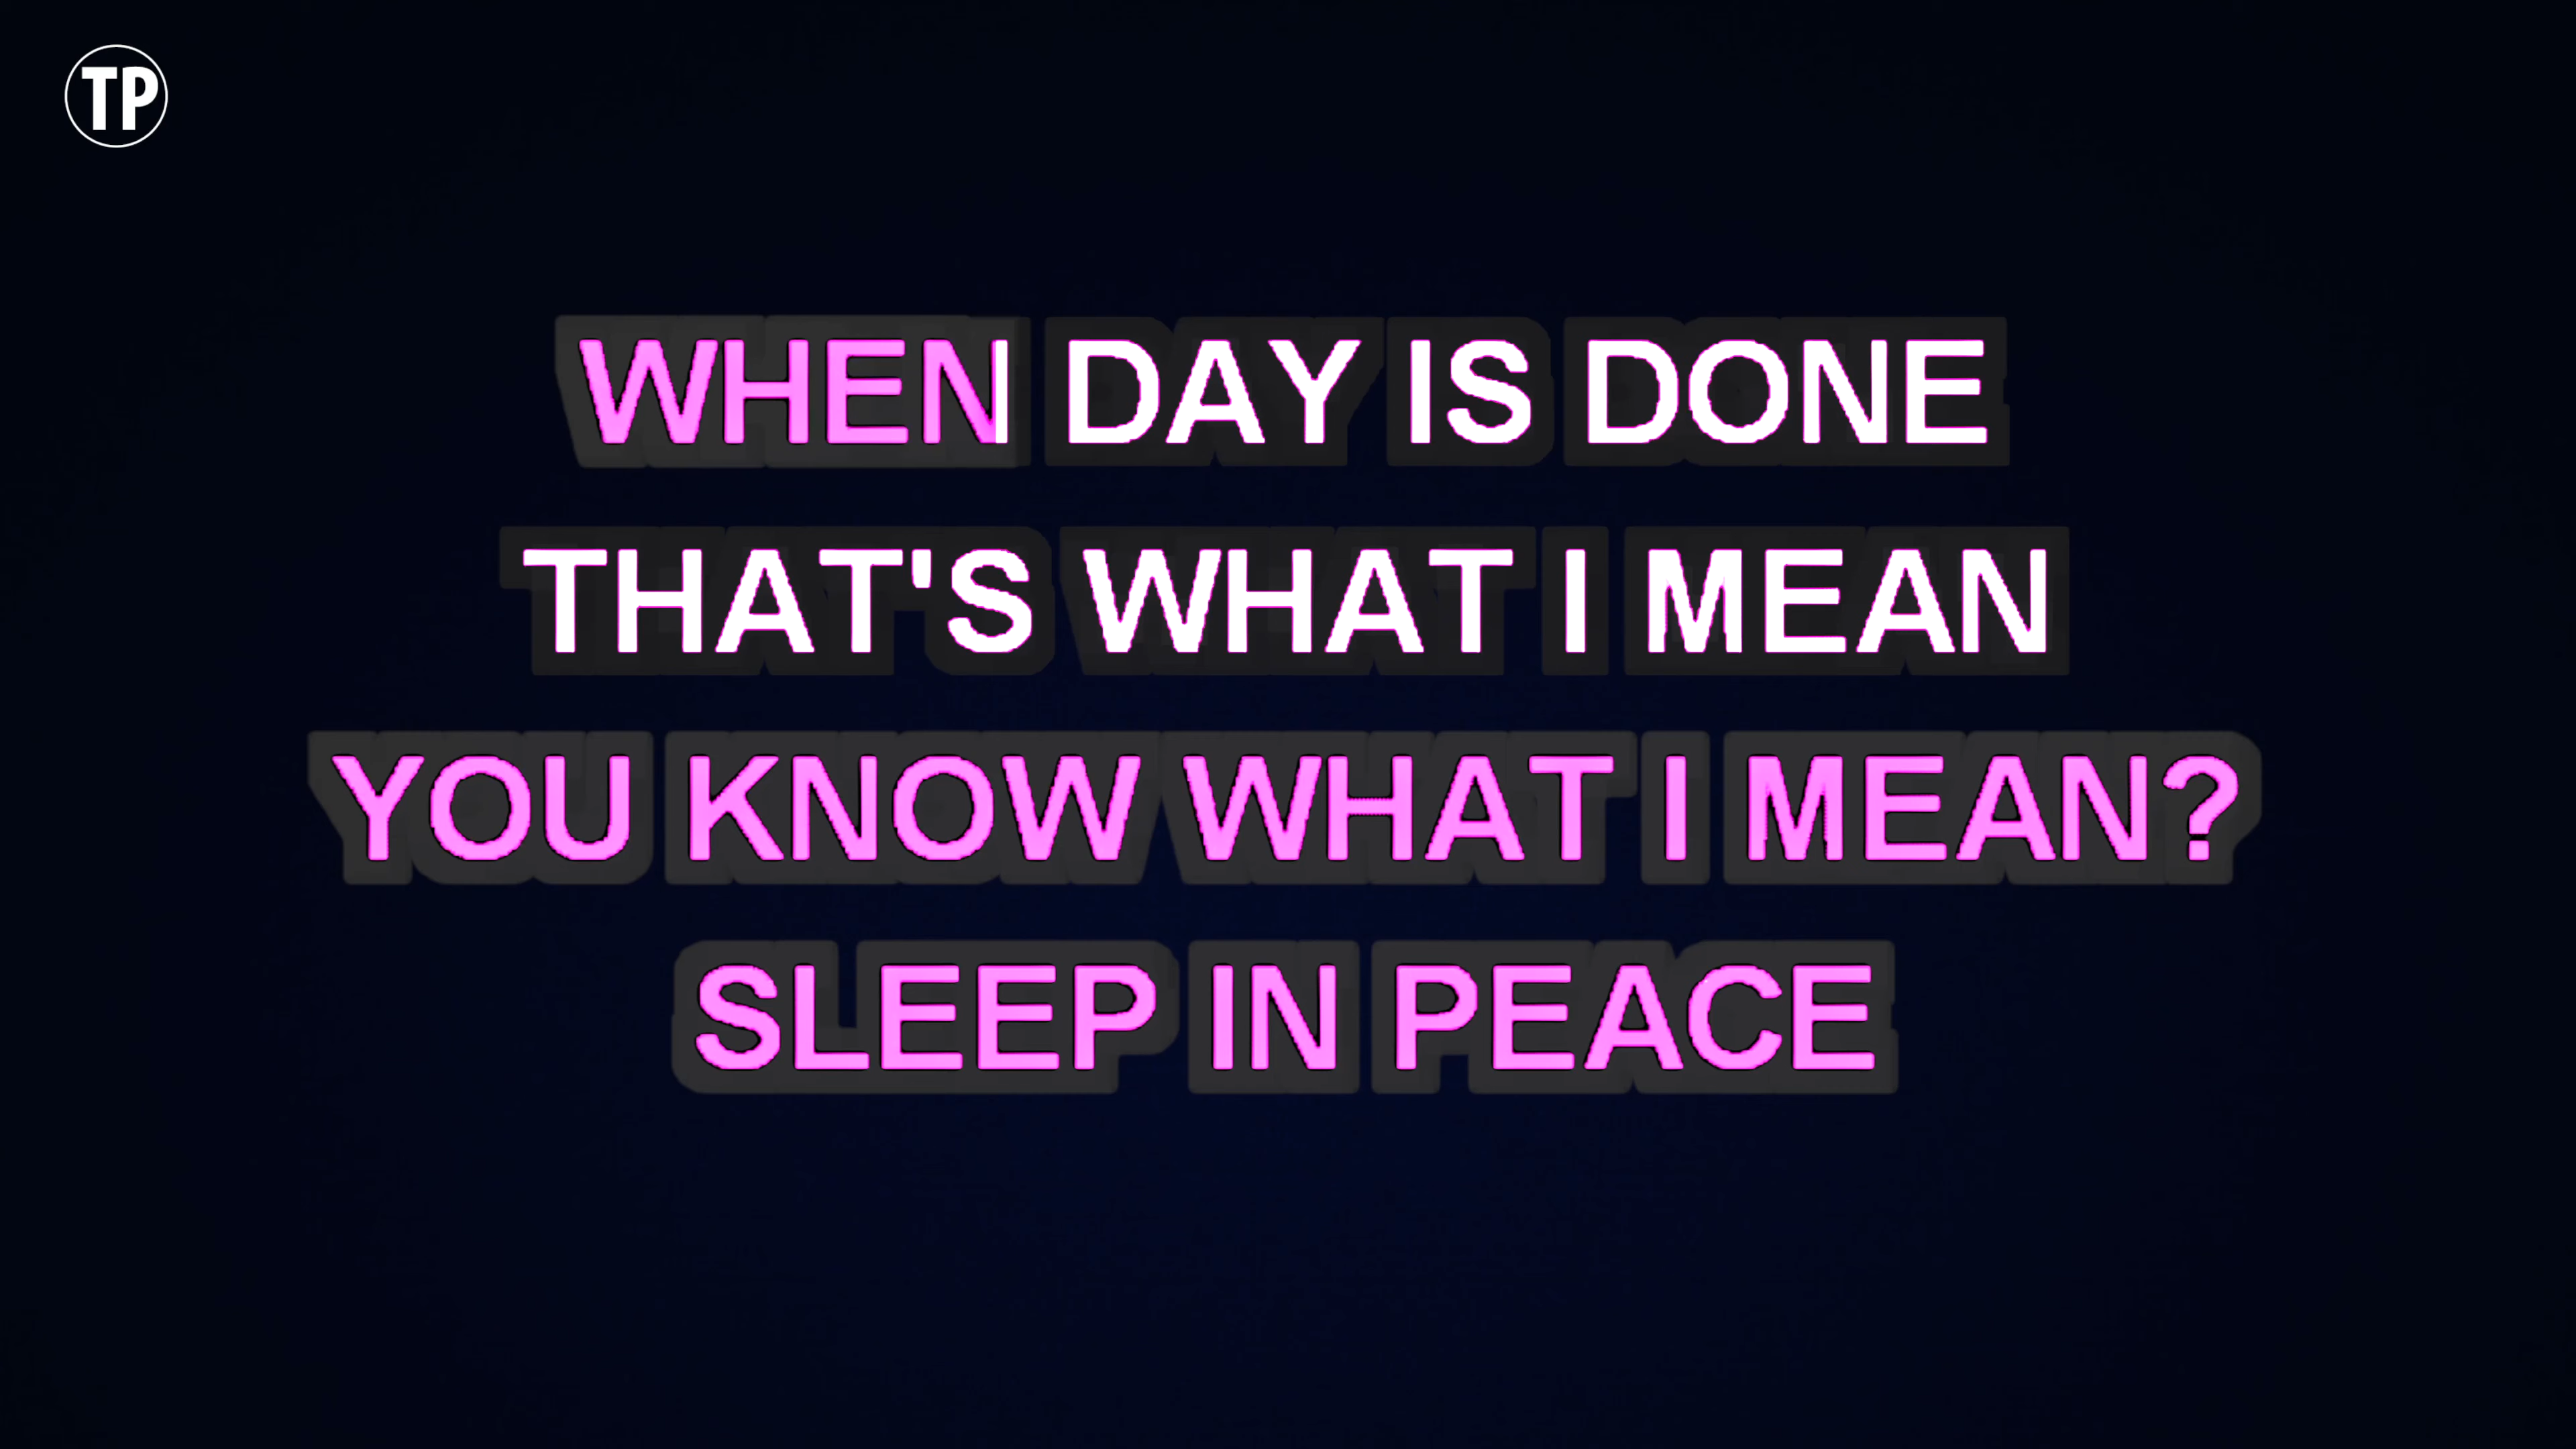 TP
WHEN DAY IS DONE
THAT'S WHAT I MEAN
YOU KNOW WHAT I MEAN?
SLEEP IN PEACE